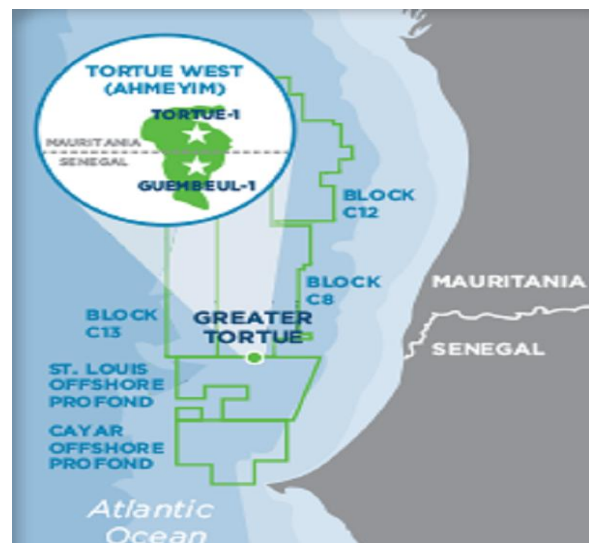 TORTUE WEST
(AHMEYIM)
TORTUE-1
MAURITANIA
SENEGAL
GUEMBEUL-1
BLOCK
C12
BLOCK
C8
MAURITANIA
SENEGAL
BLOCK
C13
GREATER
TORTUE
ST. LOUIS
OFFSHORE
PROFOND
CAYAR
OFFSHORE
PROFOND
Atlantic
Ocean